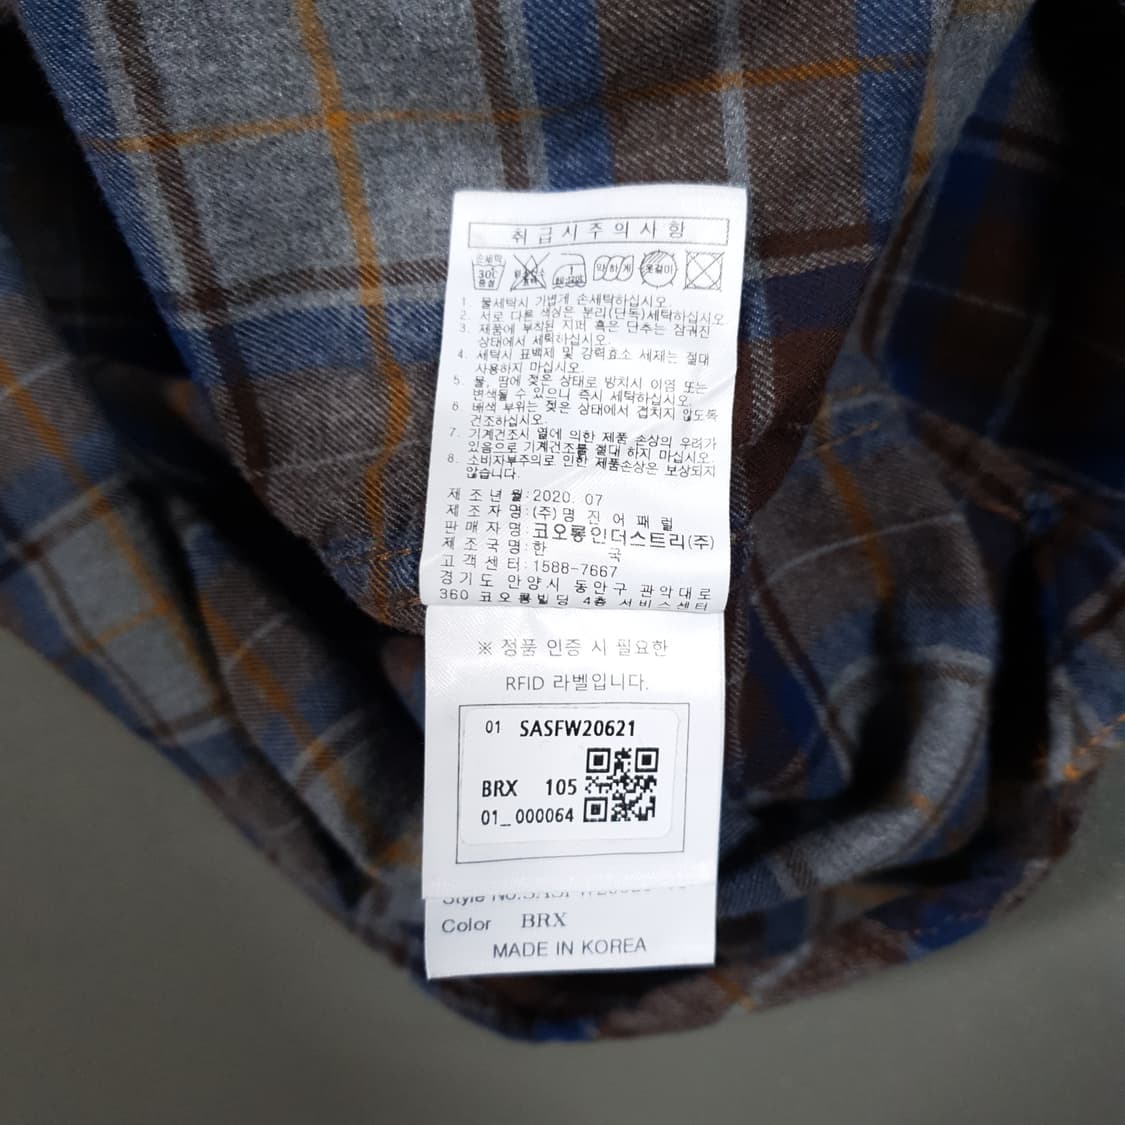 취급시주의사항
손세탁
30℃
중성
약하게
옷걸이
1. 물세탁시 가볍게 손세탁하십시오.
2. 서로 다른 색상은 분리(단독)세탁하십시오.
3. 제품에 부착된 지퍼 혹은 단추는 잠궈진
상태에서 세탁하십시오.
4. 세탁시 표백제 및 강력효소 세제는 절대
사용하지 마십시오.
5. 물, 땀에 젖은 상태로 방치시 이염 또는
변색될 수 있으니 즉시 세탁하십시오.
6. 배색 부위는 젖은 상태에서 겹치지 않도록
건조하십시오.
7. 기계건조시 열에 의한 제품 손상의 우려가
있음으로 기계건조를 절대 하지 마십시오.
8. 소비자부주의로 인한 제품손상은 보상되지
않습니다.
제조년월:2020. 07
제조자명:(주)명 진 어 패 럴
판매자명:코오롱인더스트리(주)
제조국명:한 국
고객센터:1588-7667
경기도 안양시 동안구 관악대로
360 코오롱빌딩 4층 서비스센터
※ 정품 인증 시 필요한
RFID 라벨입니다.
01 SASFW20621
BRX 105
01_000064
Style No.:
Color BRX
MADE IN KOREA